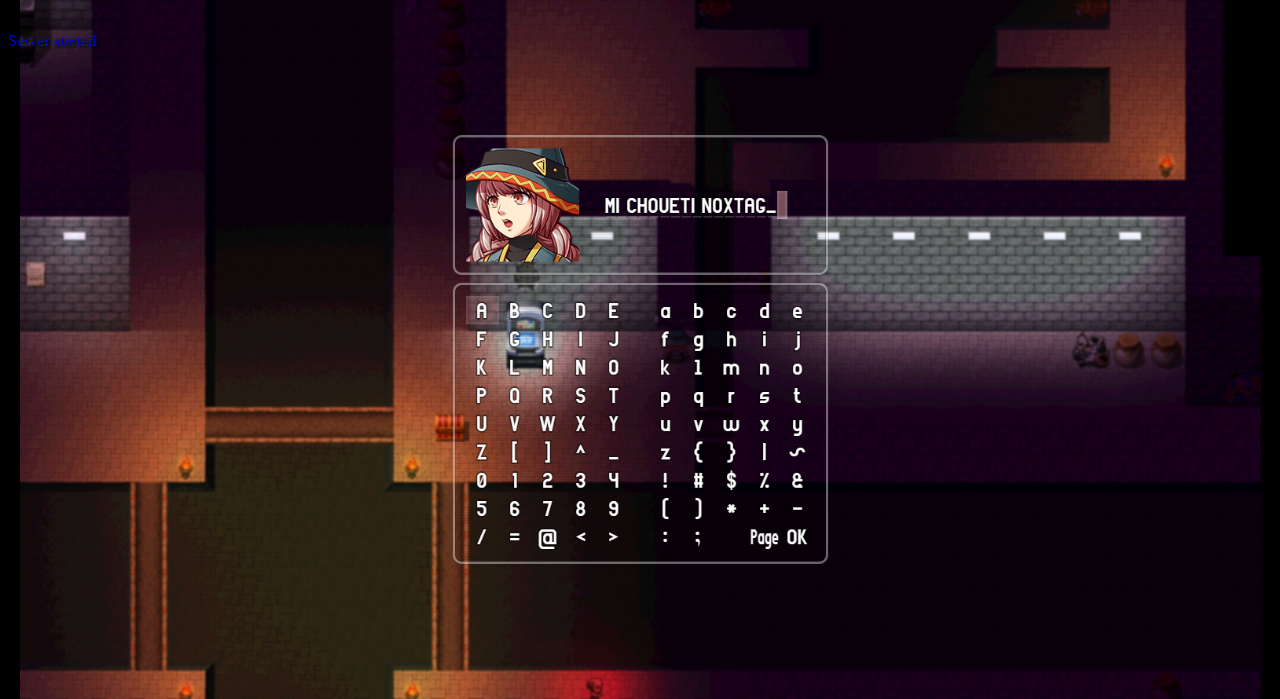 Server started
MI CHOUETI NOXTAG_
A B C D E a b c d e
F G H I J f g h i j
K L M N O k l m n o
P Q R S T p q r s t
U V W X Y u v w x y
Z [ ] ^ _ z { } | ~
0 1 2 3 4 ! # $ % &
5 6 7 8 9 ( ) * + -
/ = @ < > : ; Page OK